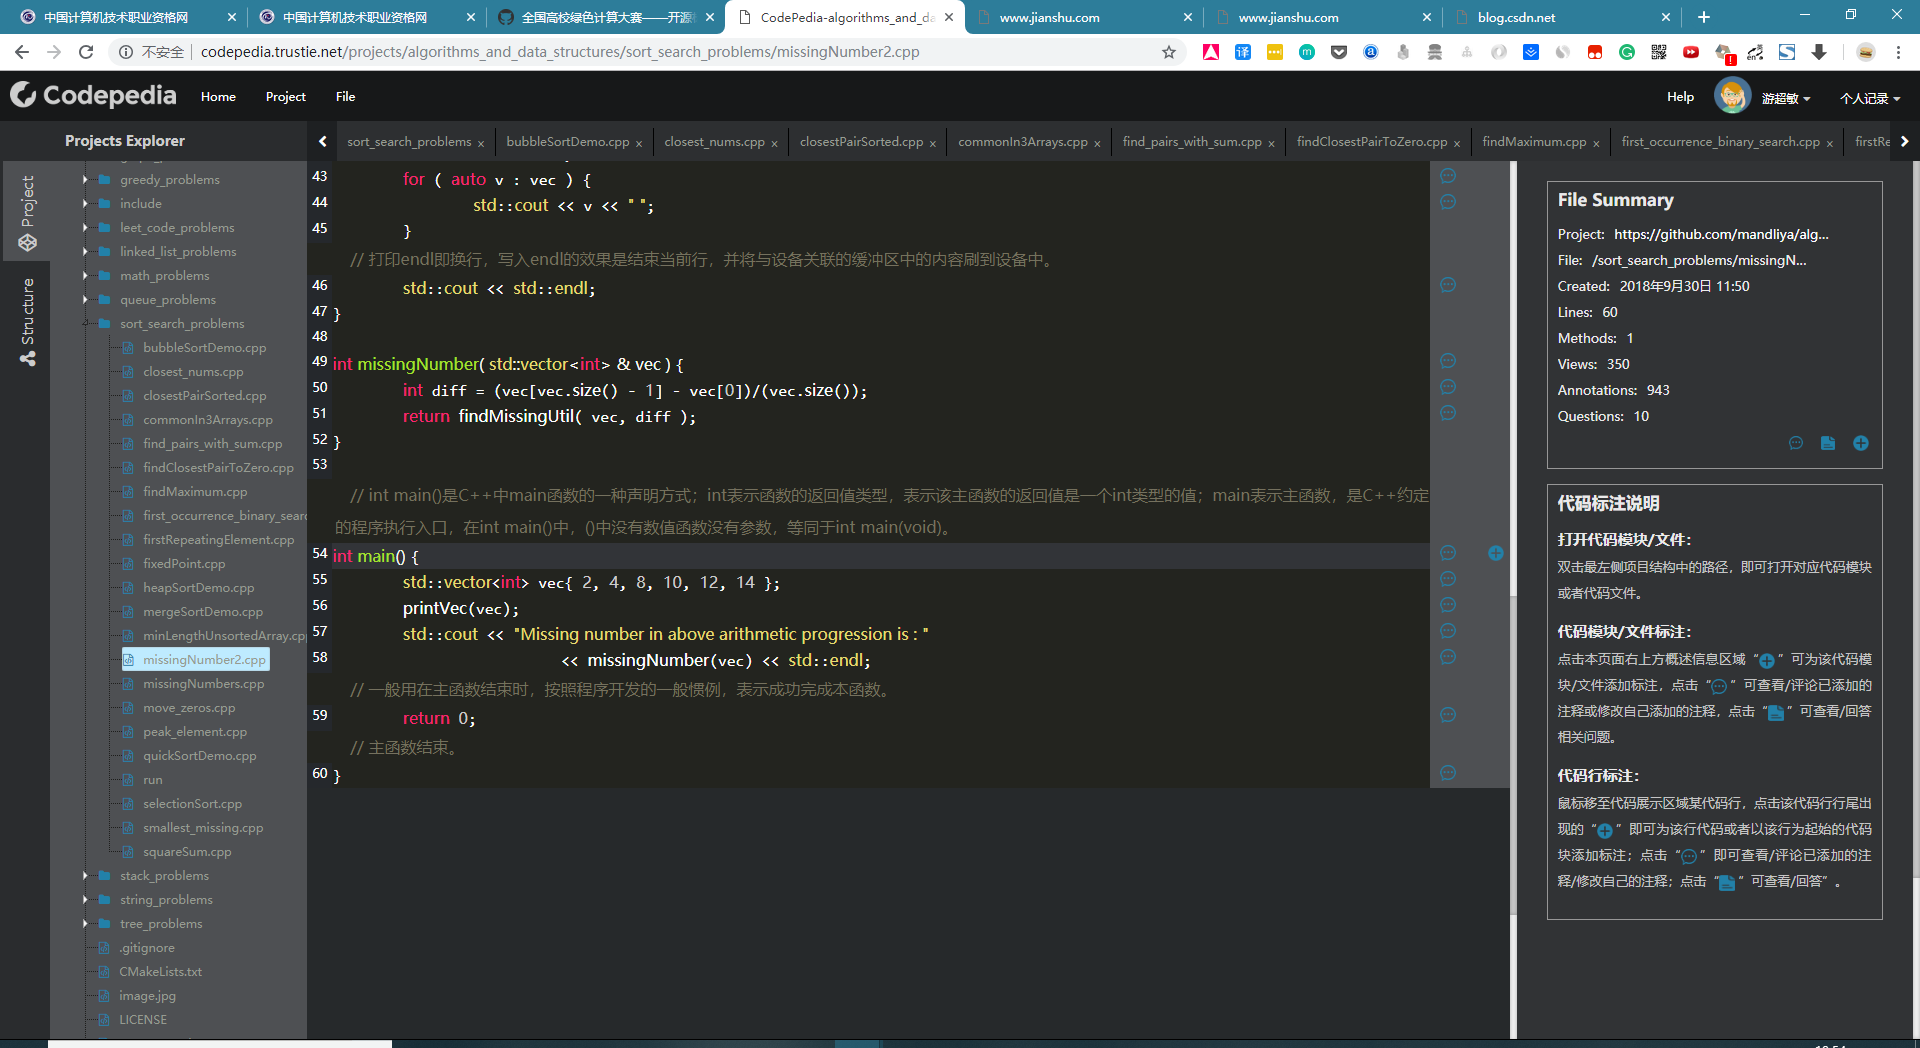 中国计算机技术职业资格网
中国计算机技术职业资格网
全国高校绿色计算大赛——开源
CodePedia-algorithms_and_da
www.jianshu.com
www.jianshu.com
blog.csdn.net
不安全
codepedia.trustie.net/projects/algorithms_and_data_structures/sort_search_problems/missingNumber2.cpp
Codepedia
Home
Project
File
Help
游超敏
个人记录
Projects Explorer
sort_search_problems ×
bubbleSortDemo.cpp ×
closest_nums.cpp ×
closestPairSorted.cpp ×
commonIn3Arrays.cpp ×
find_pairs_with_sum.cpp ×
findClosestPairToZero.cpp ×
findMaximum.cpp ×
first_occurrence_binary_search.cpp ×
firstRe
Project
Structure
greedy_problems
include
leet_code_problems
linked_list_problems
math_problems
queue_problems
sort_search_problems
bubbleSortDemo.cpp
closest_nums.cpp
closestPairSorted.cpp
commonIn3Arrays.cpp
find_pairs_with_sum.cpp
findClosestPairToZero.cpp
findMaximum.cpp
first_occurrence_binary_searc
firstRepeatingElement.cpp
fixedPoint.cpp
heapSortDemo.cpp
mergeSortDemo.cpp
minLengthUnsortedArray.cpp
missingNumber2.cpp
missingNumbers.cpp
move_zeros.cpp
peak_element.cpp
quickSortDemo.cpp
run
selectionSort.cpp
smallest_missing.cpp
squareSum.cpp
stack_problems
string_problems
tree_problems
.gitignore
CMakeLists.txt
image.jpg
LICENSE
43 for ( auto v : vec ) {
44 std::cout << v << " ";
45 }
// 打印endl即换行，写入endl的效果是结束当前行，并将与设备关联的缓冲区中的内容刷到设备中。
46 std::cout << std::endl;
47 }
48
49 int missingNumber( std::vector<int> & vec ) {
50 int diff = (vec[vec.size() - 1] - vec[0])/(vec.size());
51 return findMissingUtil( vec, diff );
52 }
53
// int main()是C++中main函数的一种声明方式；int表示函数的返回值类型，表示该主函数的返回值是一个int类型的值；main表示主函数，是C++约定
的程序执行入口，在int main()中，()中没有数值函数没有参数，等同于int main(void)。
54 int main() {
55 std::vector<int> vec{ 2, 4, 8, 10, 12, 14 };
56 printVec(vec);
57 std::cout << "Missing number in above arithmetic progression is : "
58 << missingNumber(vec) << std::endl;
// 一般用在主函数结束时，按照程序开发的一般惯例，表示成功完成本函数。
59 return 0;
// 主函数结束。
60 }
File Summary
Project: https://github.com/mandliya/alg...
File: /sort_search_problems/missingN...
Created: 2018年9月30日 11:50
Lines: 60
Methods: 1
Views: 350
Annotations: 943
Questions: 10
代码标注说明
打开代码模块/文件：
双击最左侧项目结构中的路径，即可打开对应代码模块
或者代码文件。
代码模块/文件标注：
点击本页面右上方概述信息区域“ ”可为该代码模
块/文件添加标注，点击“ ”可查看/评论已添加的
注释或修改自己添加的注释，点击“ ”可查看/回答
相关问题。
代码行标注：
鼠标移至代码展示区域某代码行，点击该代码行行尾出
现的“ ”即可为该行代码或者以该行为起始的代码
块添加标注；点击“ ”即可查看/评论已添加的注
释/修改自己的注释；点击“ “可查看/回答”。